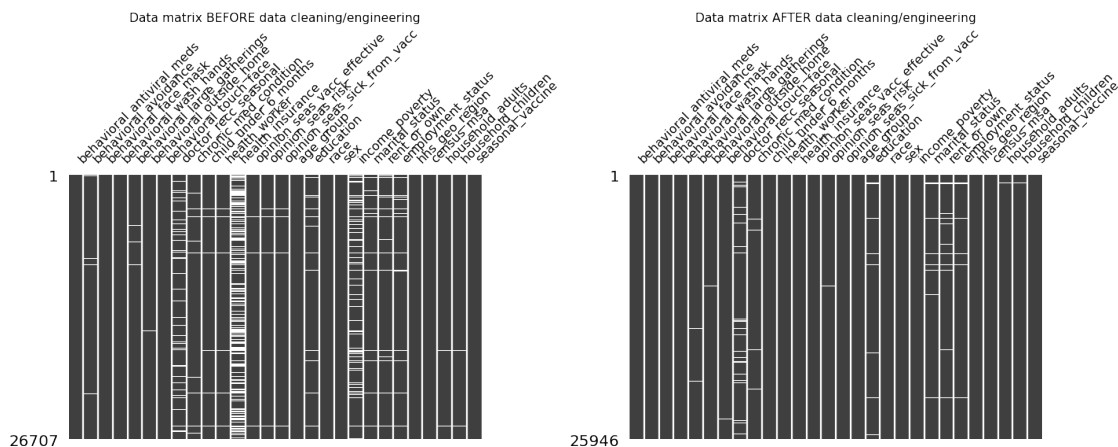 Data matrix BEFORE data cleaning/engineering
behavioral_antiviral_meds
behavioral_avoidance
behavioral_face_mask
behavioral_wash_hands
behavioral_large_gatherings
behavioral_outside_home
behavioral_touch_face
doctor_recc_seasonal
chronic_med_condition
child_under_6_months
health_worker
health_insurance
opinion_seas_vacc_effective
opinion_seas_risk
opinion_seas_sick_from_vacc
age_group
education
race
sex
income_poverty
marital_status
rent_or_own
employment_status
hhs_geo_region
census_msa
household_adults
household_children
seasonal_vaccine
1
26707
Data matrix AFTER data cleaning/engineering
behavioral_antiviral_meds
behavioral_avoidance
behavioral_face_mask
behavioral_wash_hands
behavioral_large_gatherings
behavioral_outside_home
behavioral_touch_face
doctor_recc_seasonal
chronic_med_condition
child_under_6_months
health_worker
health_insurance
opinion_seas_vacc_effective
opinion_seas_risk
opinion_seas_sick_from_vacc
age_group
education
race
sex
income_poverty
marital_status
rent_or_own
employment_status
hhs_geo_region
census_msa
household_adults
household_children
seasonal_vaccine
1
25946